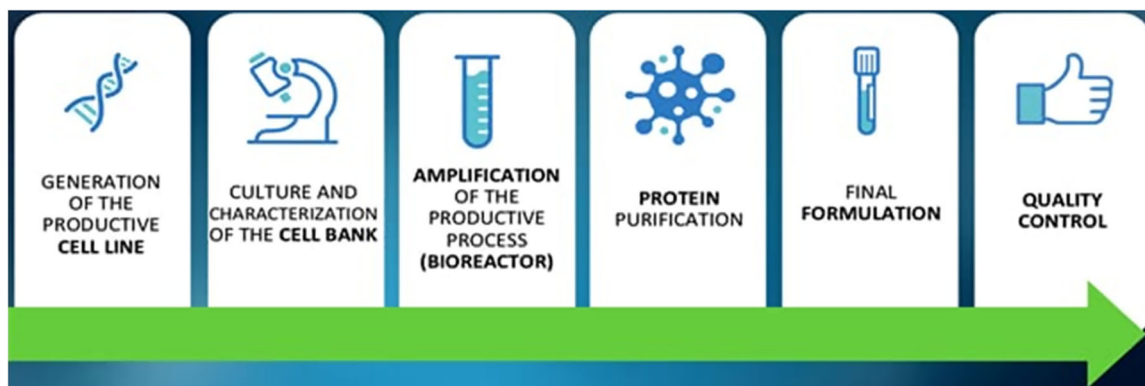 GENERATION
OF THE
PRODUCTIVE
CELL LINE
CULTURE AND
CHARACTERIZATION
OF THE CELL BANK
AMPLIFICATION
OF THE
PRODUCTIVE
PROCESS
(BIOREACTOR)
PROTEIN
PURIFICATION
FINAL
FORMULATION
QUALITY
CONTROL